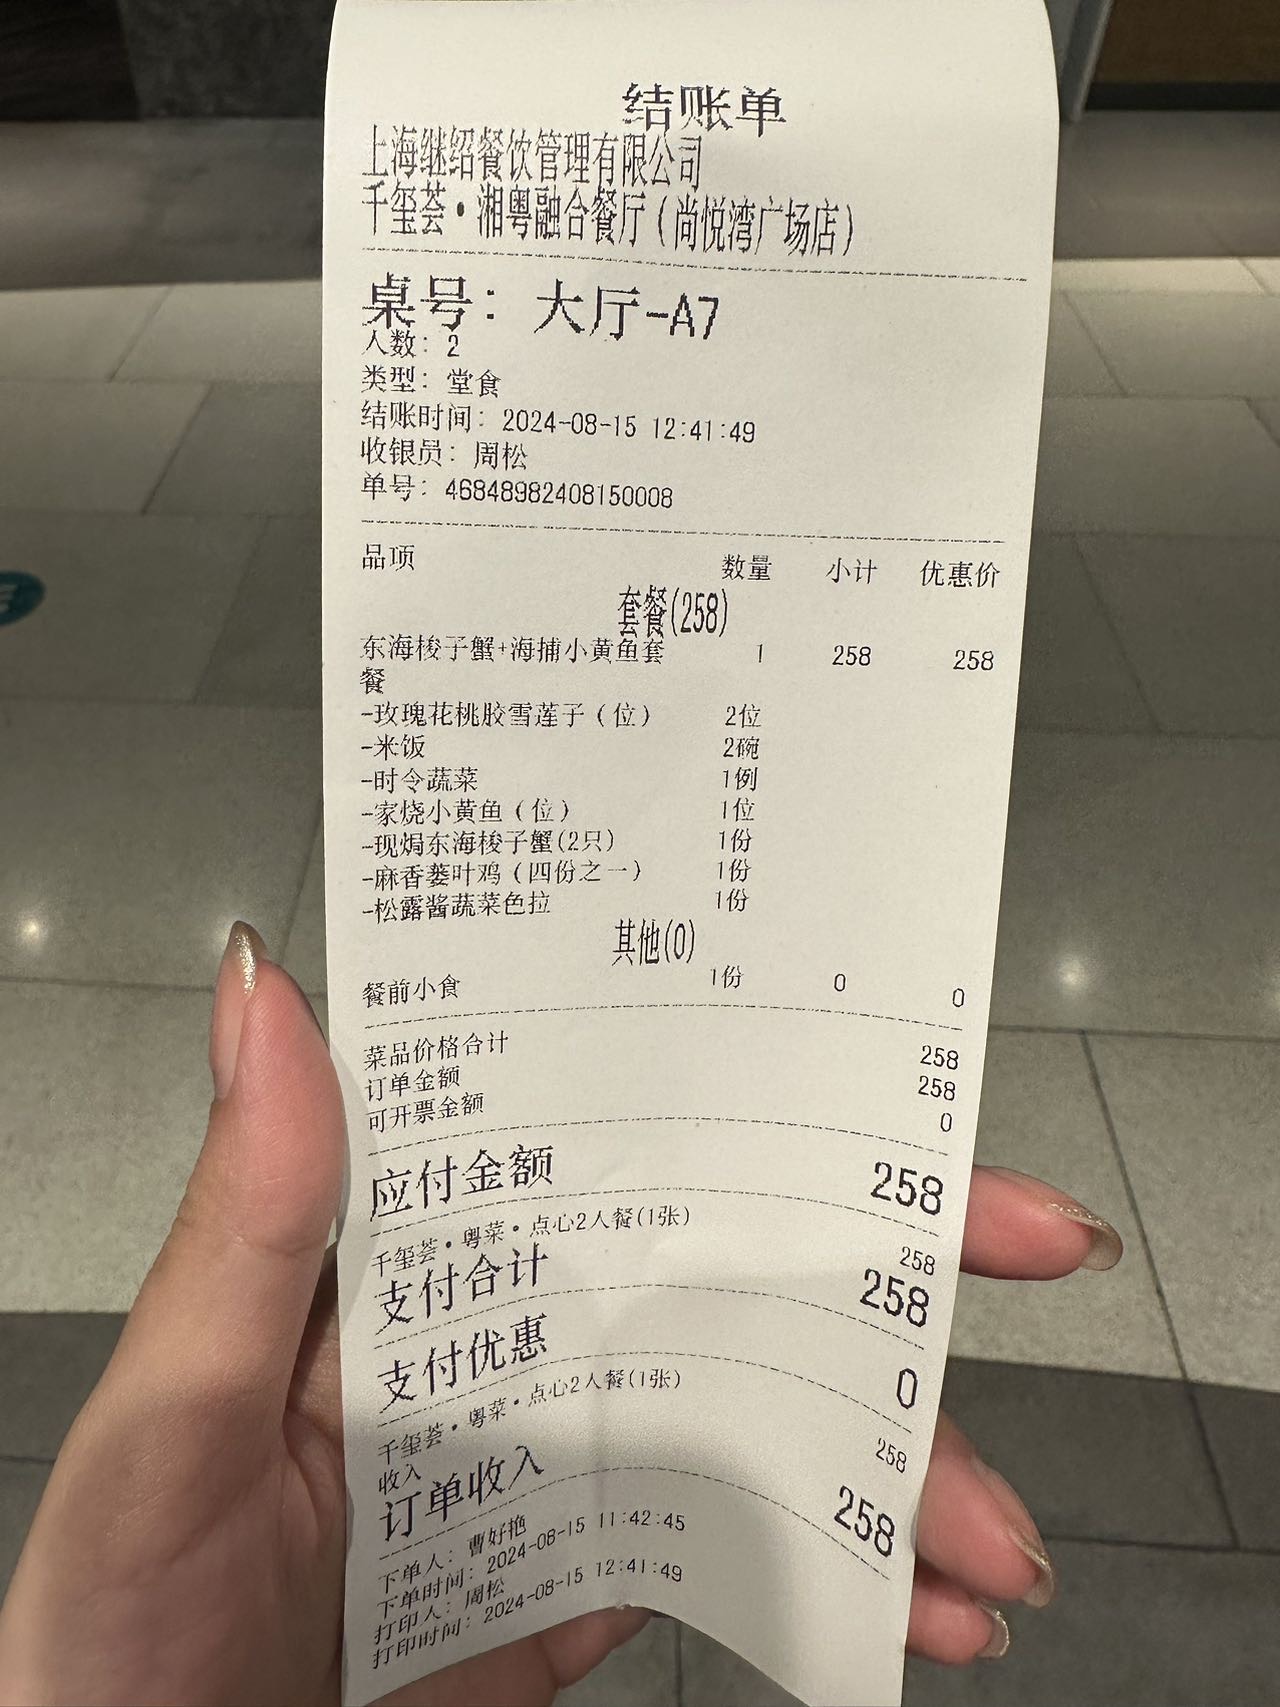 结账单
上海继绍餐饮管理有限公司
千玺荟·湘粤融合餐厅(尚悦湾广场店)
桌号: 大厅-A7
人数: 2
类型: 堂食
结账时间: 2024-08-15 12:41:49
收银员: 周松
单号: 46848982408150008
品项 数量 小计 优惠价
套餐(258)
东海梭子蟹+海捕小黄鱼套 1 258 258
餐
-玫瑰花桃胶雪莲子(位) 2位
-米饭 2碗
-时令蔬菜 1例
-家烧小黄鱼(位) 1位
-现焗东海梭子蟹(2只) 1份
-麻香蒌叶鸡(四份之一) 1份
-松露酱蔬菜色拉 1份
其他(0)
餐前小食 1份 0 0
菜品价格合计 258
订单金额 258
可开票金额 0
应付金额 258
千玺荟·粤菜·点心2人餐(1张) 258
支付合计 258
支付优惠 0
千玺荟·粤菜·点心2人餐(1张) 258
收入
订单收入 258
下单人: 曹好艳
下单时间: 2024-08-15 11:42:45
打印人: 周松
打印时间: 2024-08-15 12:41:49